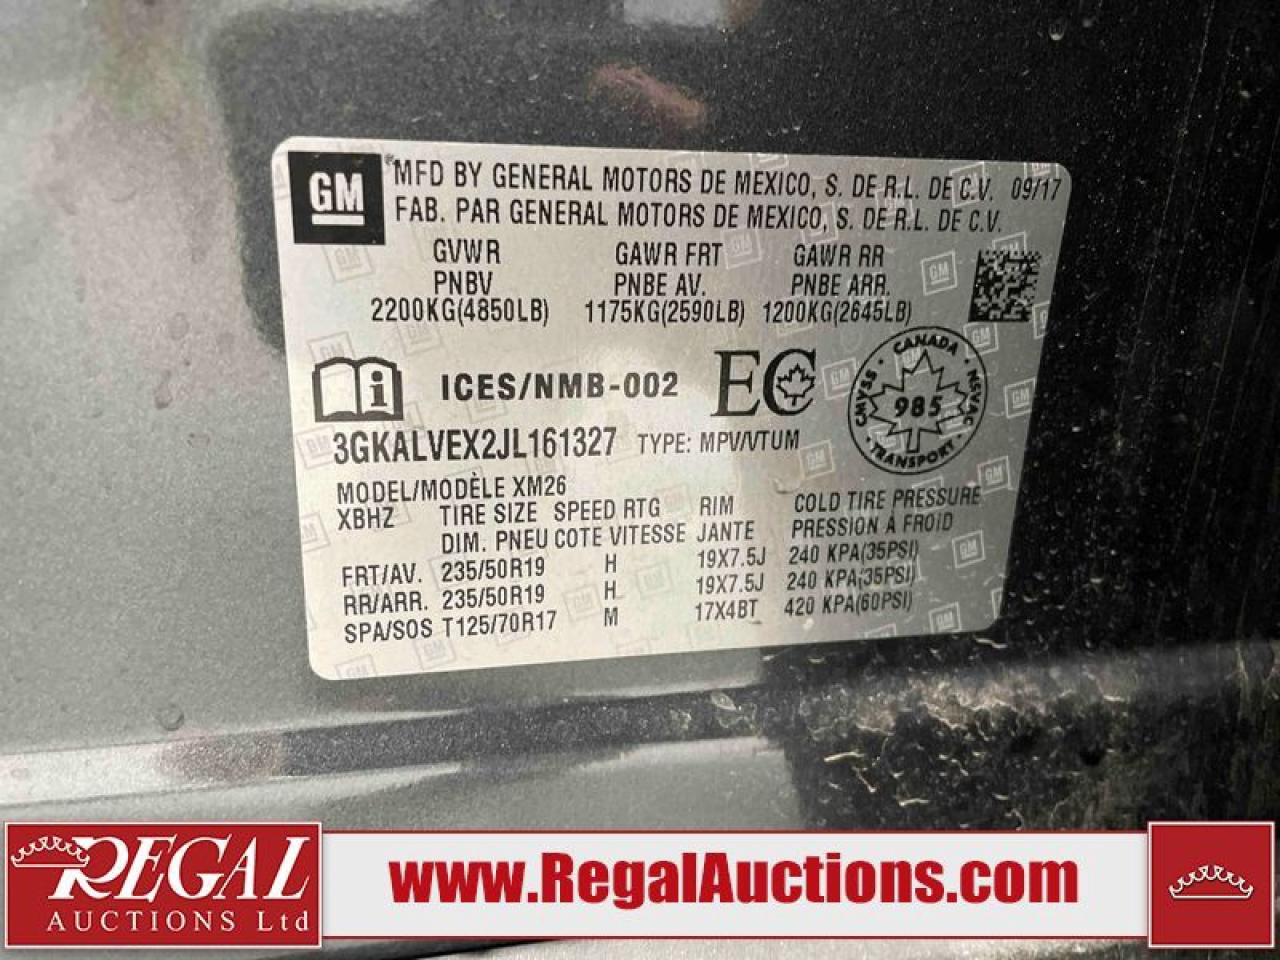 GM
® MFD BY GENERAL MOTORS DE MEXICO, S. DE R.L. DE C.V. 09/17
FAB. PAR GENERAL MOTORS DE MEXICO, S. DE R.L. DE C.V.
GVWR GAWR FRT GAWR RR
PNBV PNBE AV. PNBE ARR.
2200KG(4850LB) 1175KG(2590LB) 1200KG(2645LB)
i ICES/NMB-002 EC
CANADA
CMVSS 985 NSVAC
TRANSPORT
3GKALVEX2JL161327 TYPE: MPV/VTUM
MODEL/MODÈLE XM26
XBHZ TIRE SIZE SPEED RTG RIM COLD TIRE PRESSURE
DIM. PNEU COTE VITESSE JANTE PRESSION À FROID
FRT/AV. 235/50R19 H 19X7.5J 240 KPA(35PSI)
RR/ARR. 235/50R19 H 19X7.5J 240 KPA(35PSI)
SPA/SOS T125/70R17 M 17X4BT 420 KPA(60PSI)
REGAL
AUCTIONS Ltd
www.RegalAuctions.com